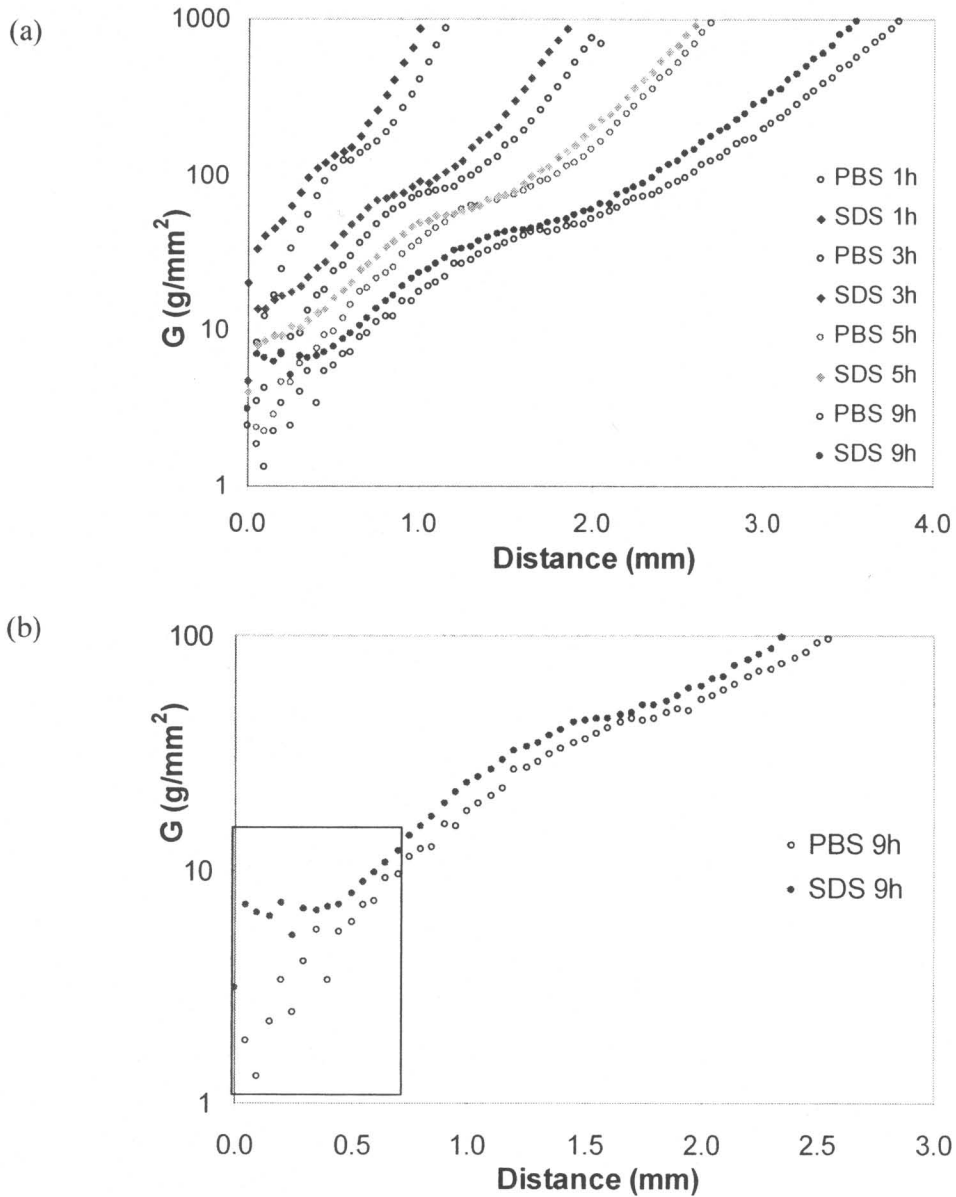 (a)
1000
100
10
1
G (g/mm²)
0.0 1.0 2.0 3.0 4.0
Distance (mm)
PBS 1h
SDS 1h
PBS 3h
SDS 3h
PBS 5h
SDS 5h
PBS 9h
SDS 9h
(b)
100
10
1
G (g/mm²)
0.0 0.5 1.0 1.5 2.0 2.5 3.0
Distance (mm)
PBS 9h
SDS 9h